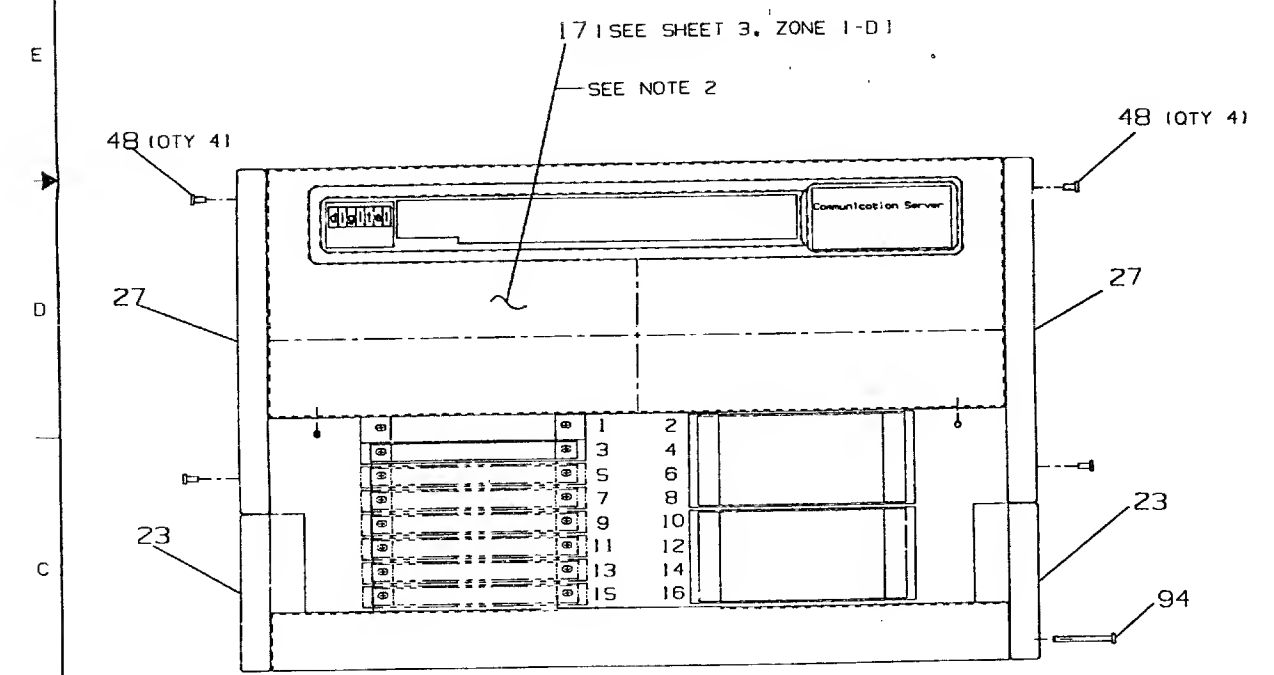 17 (SEE SHEET 3, ZONE 1-D)
E
SEE NOTE 2
48 (QTY 4)
48 (QTY 4)
digital
Communication Server
27
27
D
1 2
3 4
5 6
7 8
9 10
11 12
13 14
15 16
23
23
C
94